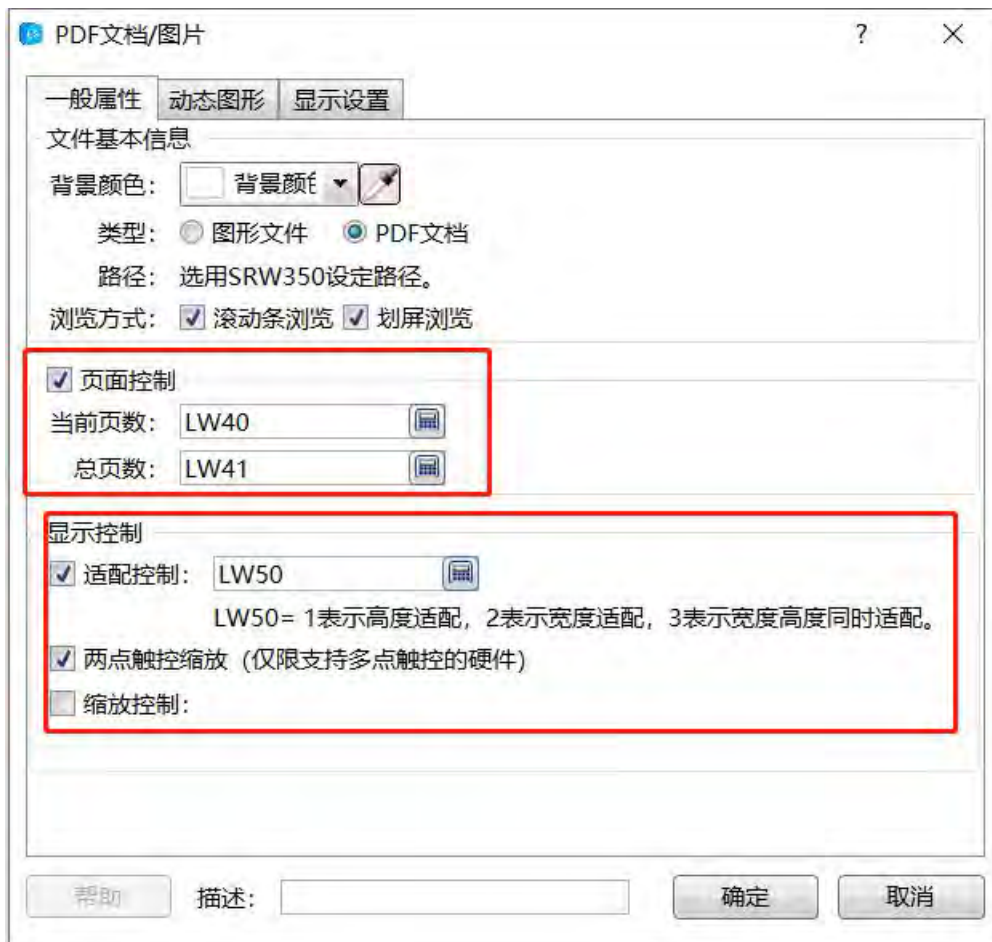 PDF文档/图片
一般属性 动态图形 显示设置
文件基本信息
背景颜色： 背景颜色
类型： 图形文件 PDF文档
路径： 选用SRW350设定路径。
浏览方式： 滚动条浏览 划屏浏览
页面控制
当前页数： LW40
总页数： LW41
显示控制
适配控制： LW50
LW50= 1表示高度适配，2表示宽度适配，3表示宽度高度同时适配。
两点触控缩放（仅限支持多点触控的硬件）
缩放控制：
帮助 描述： 确定 取消